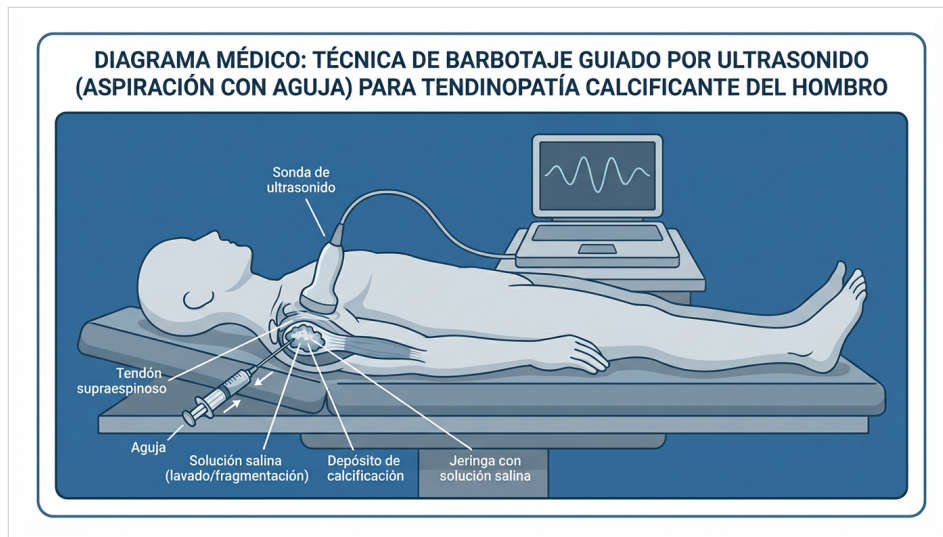 DIAGRAMA MÉDICO: TÉCNICA DE BARBOTAJE GUIADO POR ULTRASONIDO
(ASPIRACIÓN CON AGUJA) PARA TENDINOPATÍA CALCIFICANTE DEL HOMBRO
Sonda de
ultrasonido
Tendón
supraespinoso
Aguja
Solución salina
(lavado/fragmentación)
Depósito de
calcificación
Jeringa con
solución salina